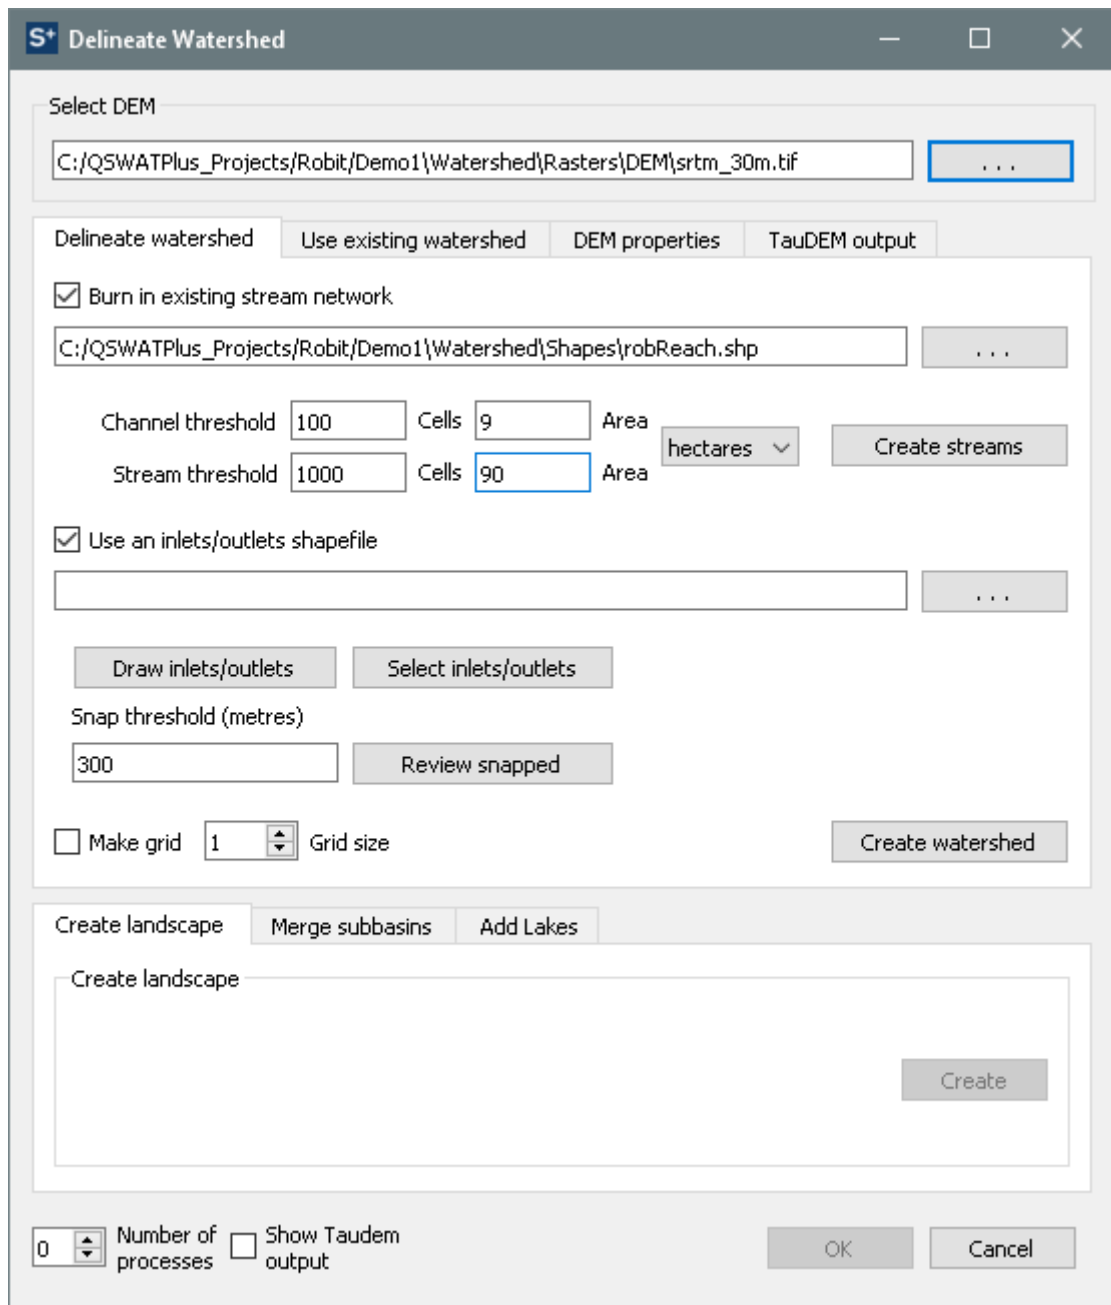 S+ Delineate Watershed
Select DEM
C:/QSWATPlus_Projects/Robit/Demo1\Watershed\Rasters\DEM\srtm_30m.tif
...
Delineate watershed Use existing watershed DEM properties TauDEM output
Burn in existing stream network
C:/QSWATPlus_Projects/Robit/Demo1\Watershed\Shapes\robReach.shp
...
Channel threshold 100 Cells 9 Area
hectares Create streams
Stream threshold 1000 Cells 90 Area
Use an inlets/outlets shapefile
...
Draw inlets/outlets Select inlets/outlets
Snap threshold (metres)
300 Review snapped
Make grid 1 Grid size Create watershed
Create landscape Merge subbasins Add Lakes
Create landscape
Create
0 Number of processes Show Taudem output OK Cancel